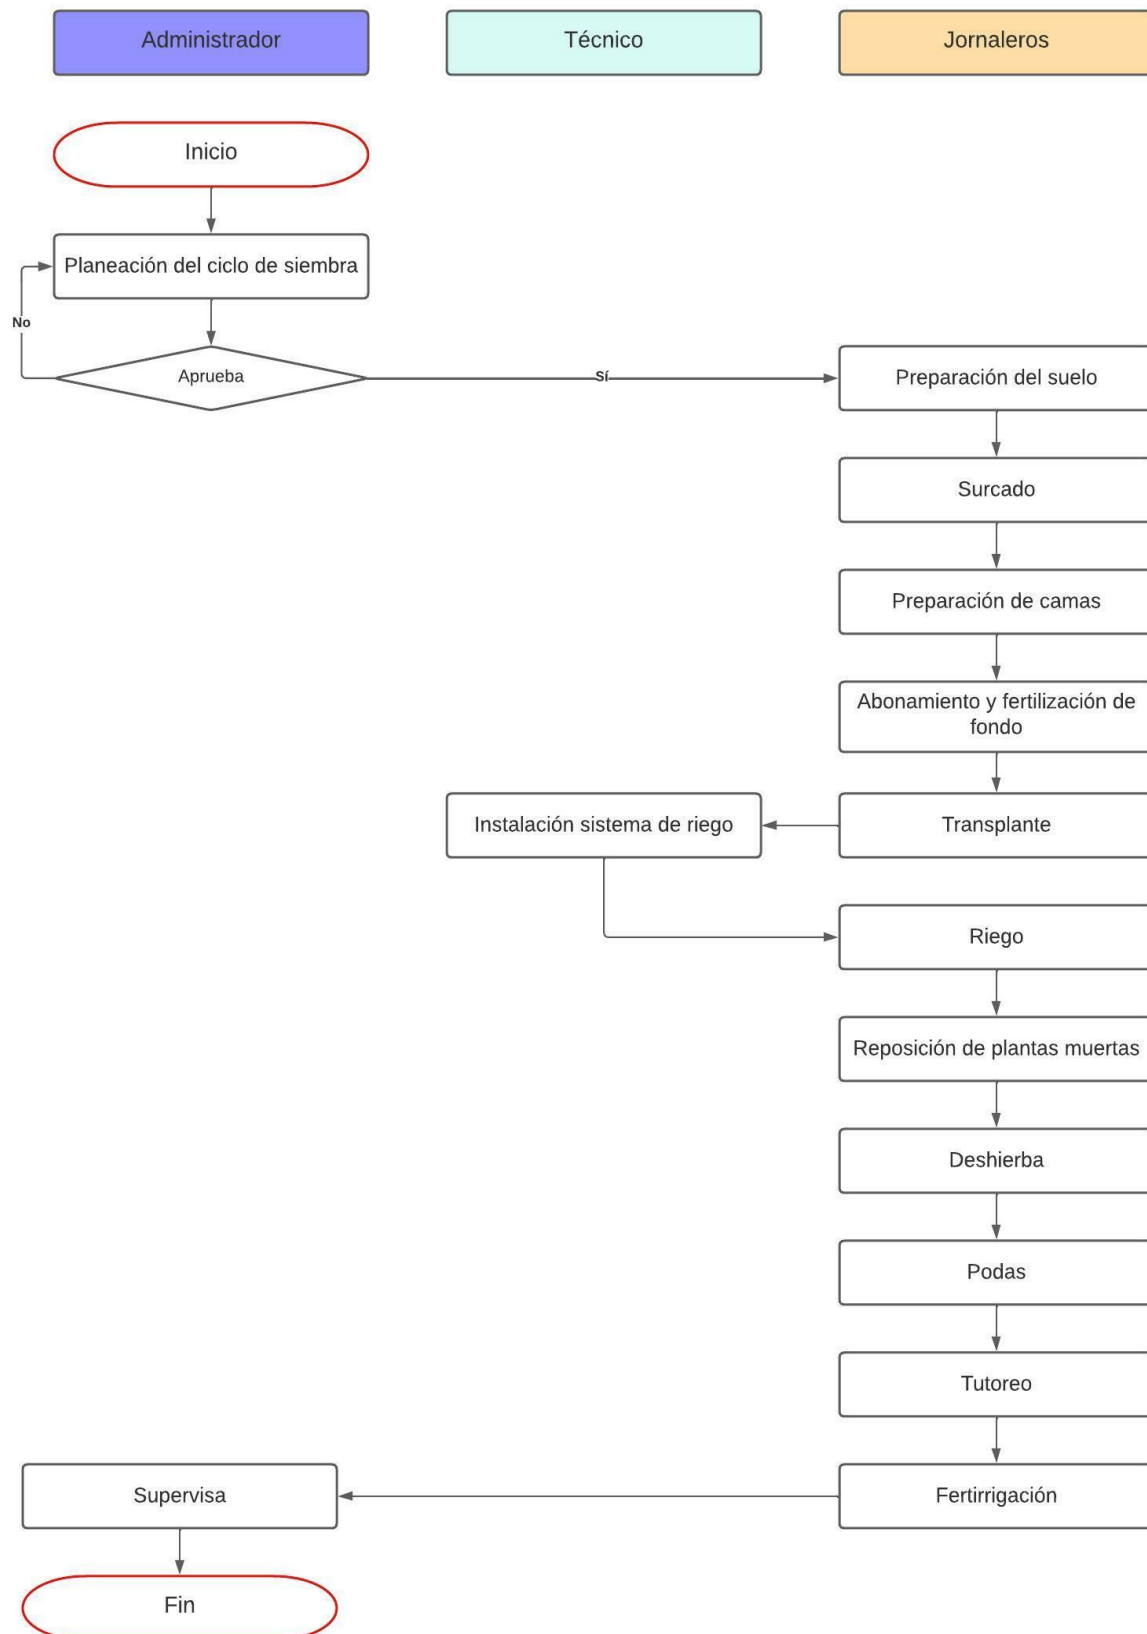 Administrador
Técnico
Jornaleros
Inicio
Planeación del ciclo de siembra
No
Aprueba
Sí
Preparación del suelo
Surcado
Preparación de camas
Abonamiento y fertilización de
fondo
Instalación sistema de riego
Transplante
Riego
Reposición de plantas muertas
Deshierba
Podas
Tutoreo
Supervisa
Fertirrigación
Fin